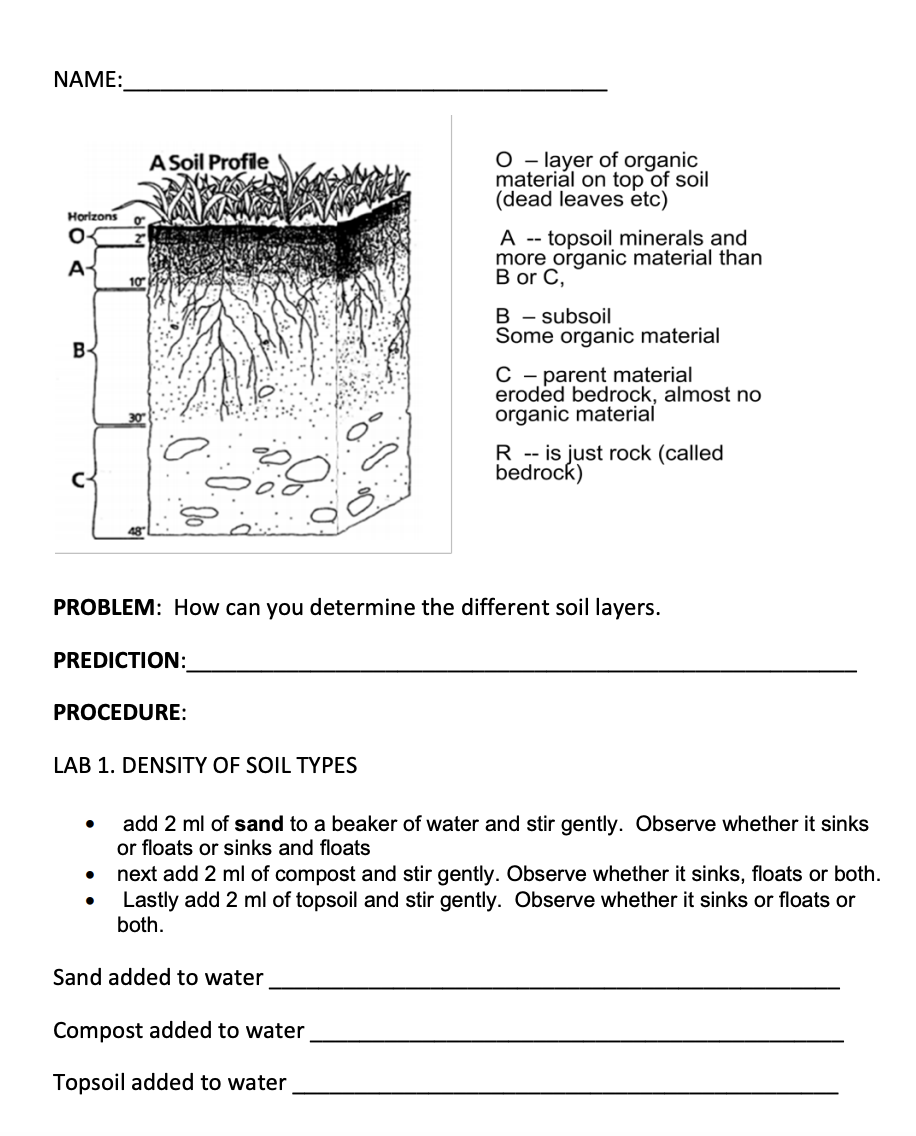 NAME:________________________________________
A Soil Profile
Horizons
0"
O
2"
A
10"
B
30"
C
48"
O – layer of organic
material on top of soil
(dead leaves etc)
A -- topsoil minerals and
more organic material than
B or C,
B – subsoil
Some organic material
C – parent material
eroded bedrock, almost no
organic material
R -- is just rock (called
bedrock)
PROBLEM: How can you determine the different soil layers.
PREDICTION:________________________________________________________
PROCEDURE:
LAB 1. DENSITY OF SOIL TYPES
• add 2 ml of sand to a beaker of water and stir gently. Observe whether it sinks
or floats or sinks and floats
• next add 2 ml of compost and stir gently. Observe whether it sinks, floats or both.
• Lastly add 2 ml of topsoil and stir gently. Observe whether it sinks or floats or
both.
Sand added to water ________________________________________________
Compost added to water _____________________________________________
Topsoil added to water ______________________________________________